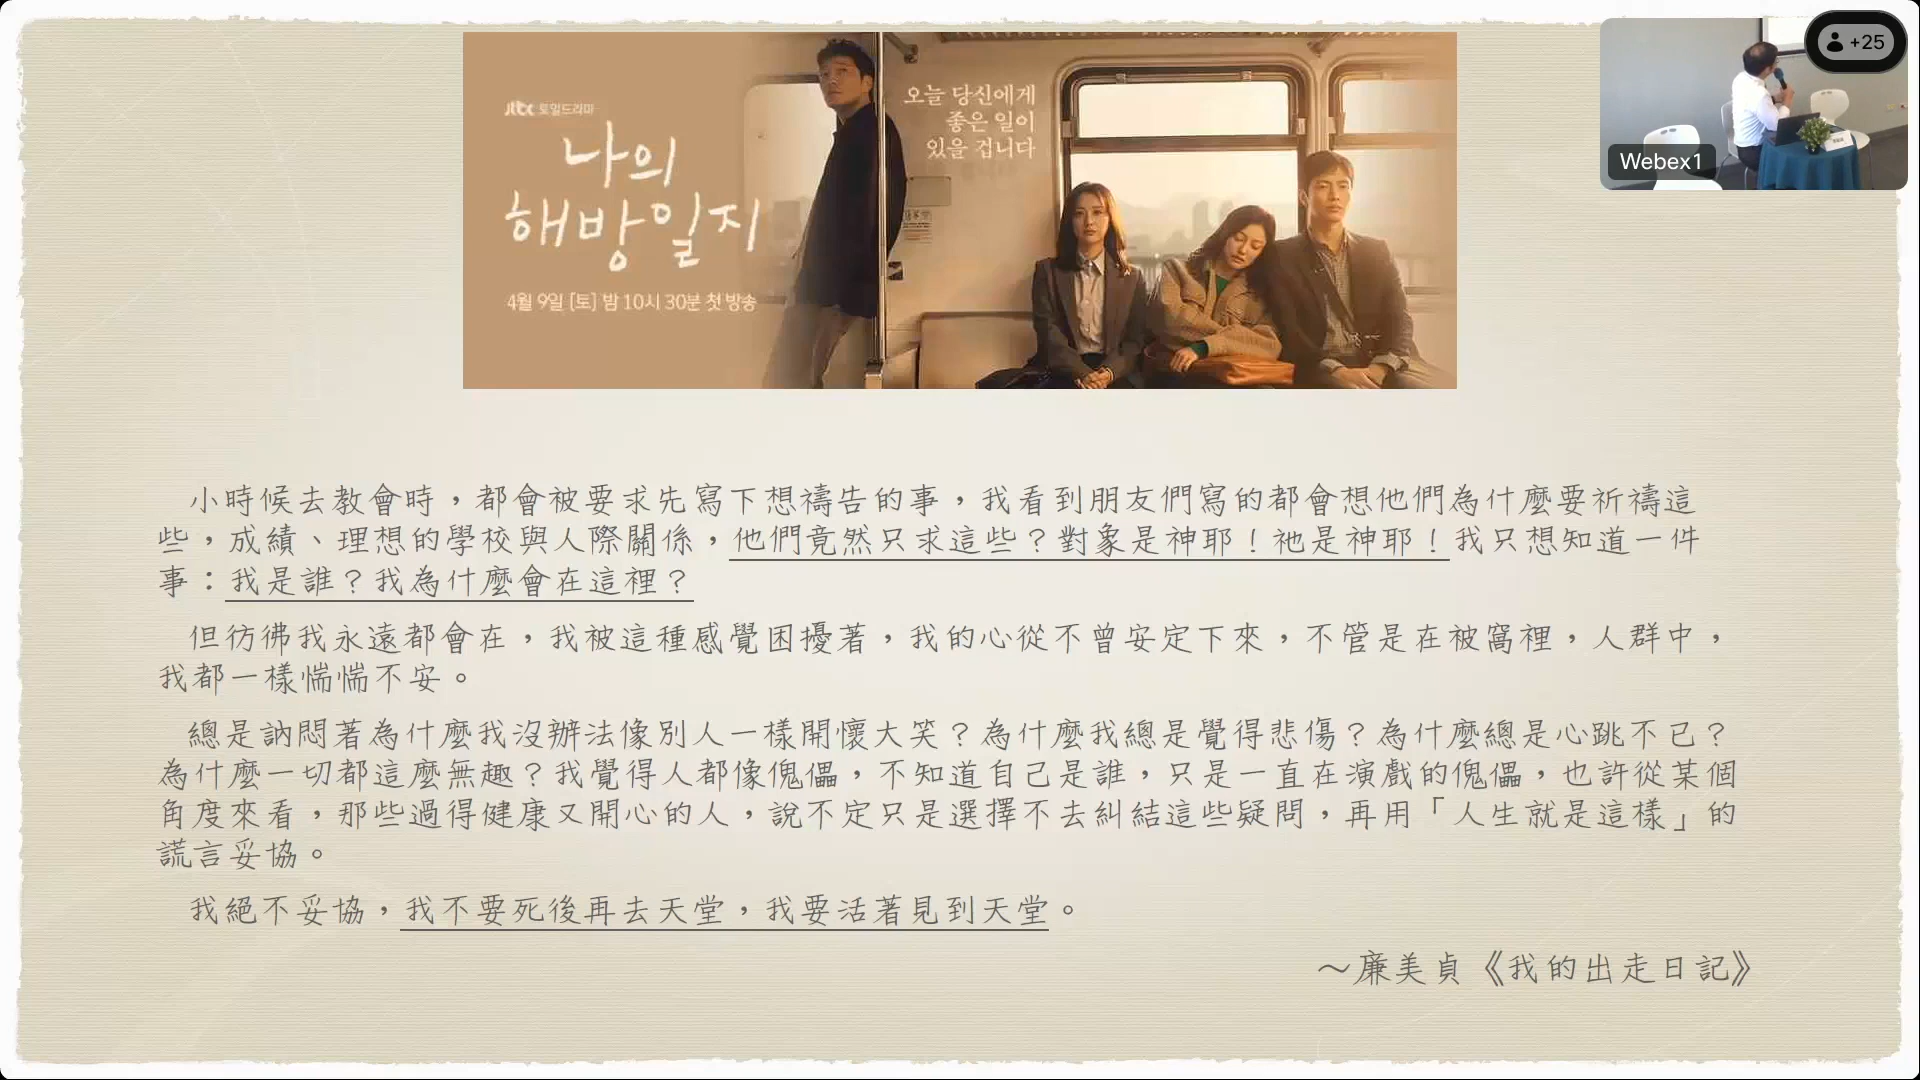 +25
Webex1
JTBC 토일드라마
나의
해방일지
4월 9일 [토] 밤 10시 30분 첫 방송
오늘 당신에게
좋은 일이
있을 겁니다
小時候去教會時，都會被要求先寫下想禱告的事，我看到朋友們寫的都會想他們為什麼要祈禱這
些，成績、理想的學校與人際關係，他們竟然只求這些？對象是神耶！祂是神耶！我只想知道一件
事：我是誰？我為什麼會在這裡？
但彷彿我永遠都會在，我被這種感覺困擾著，我的心從不曾安定下來，不管是在被窩裡，人群中，
我都一樣惴惴不安。
總是訥悶著為什麼我沒辦法像別人一樣開懷大笑？為什麼我總是覺得悲傷？為什麼總是心跳不已？
為什麼一切都這麼無趣？我覺得人都像傀儡，不知道自己是誰，只是一直在演戲的傀儡，也許從某個
角度來看，那些過得健康又開心的人，說不定只是選擇不去糾結這些疑問，再用「人生就是這樣」的
謊言妥協。
我絕不妥協，我不要死後再去天堂，我要活著見到天堂。
～廉美貞《我的出走日記》